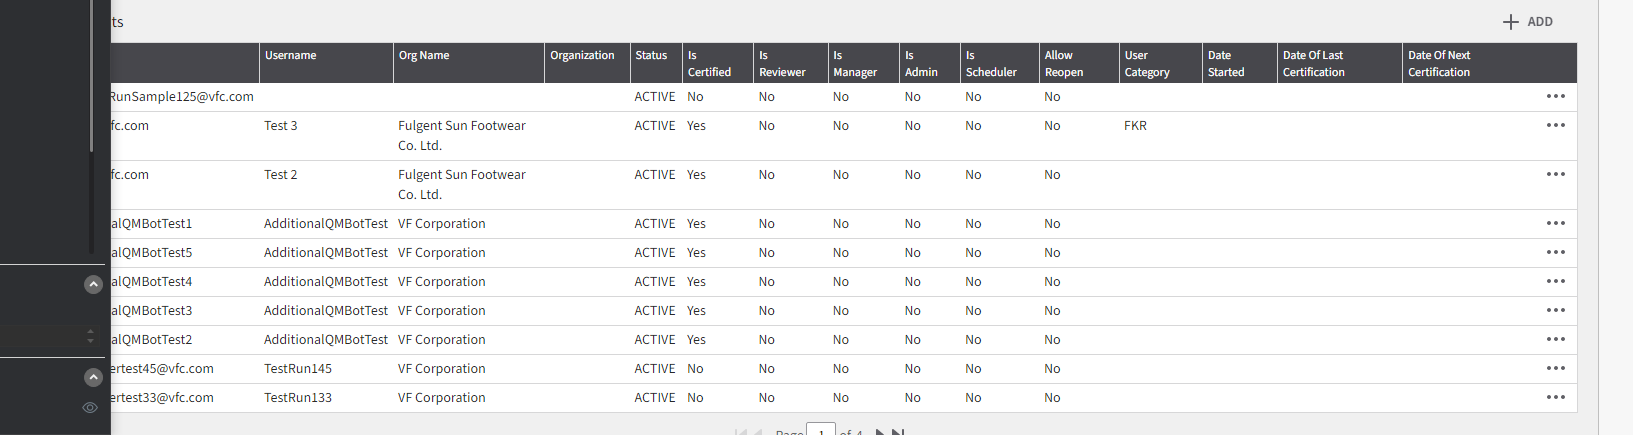 ts ADD
Username Org Name Organization Status Is Certified Is Reviewer Is Manager Is Admin Is Scheduler Allow Reopen User Category Date Started Date Of Last Certification Date Of Next Certification
RunSample125@vfc.com ACTIVE No No No No No No
fc.com Test 3 Fulgent Sun Footwear Co. Ltd. ACTIVE Yes No No No No No FKR
fc.com Test 2 Fulgent Sun Footwear Co. Ltd. ACTIVE Yes No No No No No
alQMBotTest1 AdditionalQMBotTest VF Corporation ACTIVE Yes No No No No No
alQMBotTest5 AdditionalQMBotTest VF Corporation ACTIVE Yes No No No No No
alQMBotTest4 AdditionalQMBotTest VF Corporation ACTIVE Yes No No No No No
alQMBotTest3 AdditionalQMBotTest VF Corporation ACTIVE Yes No No No No No
alQMBotTest2 AdditionalQMBotTest VF Corporation ACTIVE Yes No No No No No
ertest45@vfc.com TestRun145 VF Corporation ACTIVE No No No No No No
ertest33@vfc.com TestRun133 VF Corporation ACTIVE No No No No No No
Page 1 of 4